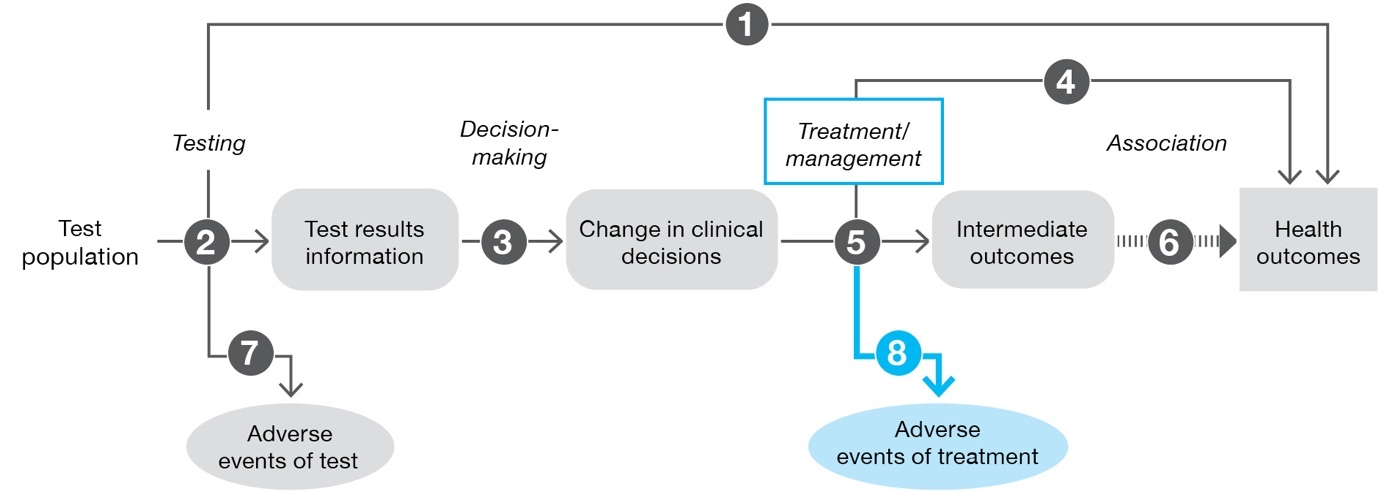 1
4
Testing
Decision-
making
Treatment/
management
Association
Test
population
2
Test results
information
3
Change in clinical
decisions
5
Intermediate
outcomes
6
Health
outcomes
7
8
Adverse
events of test
Adverse
events of treatment